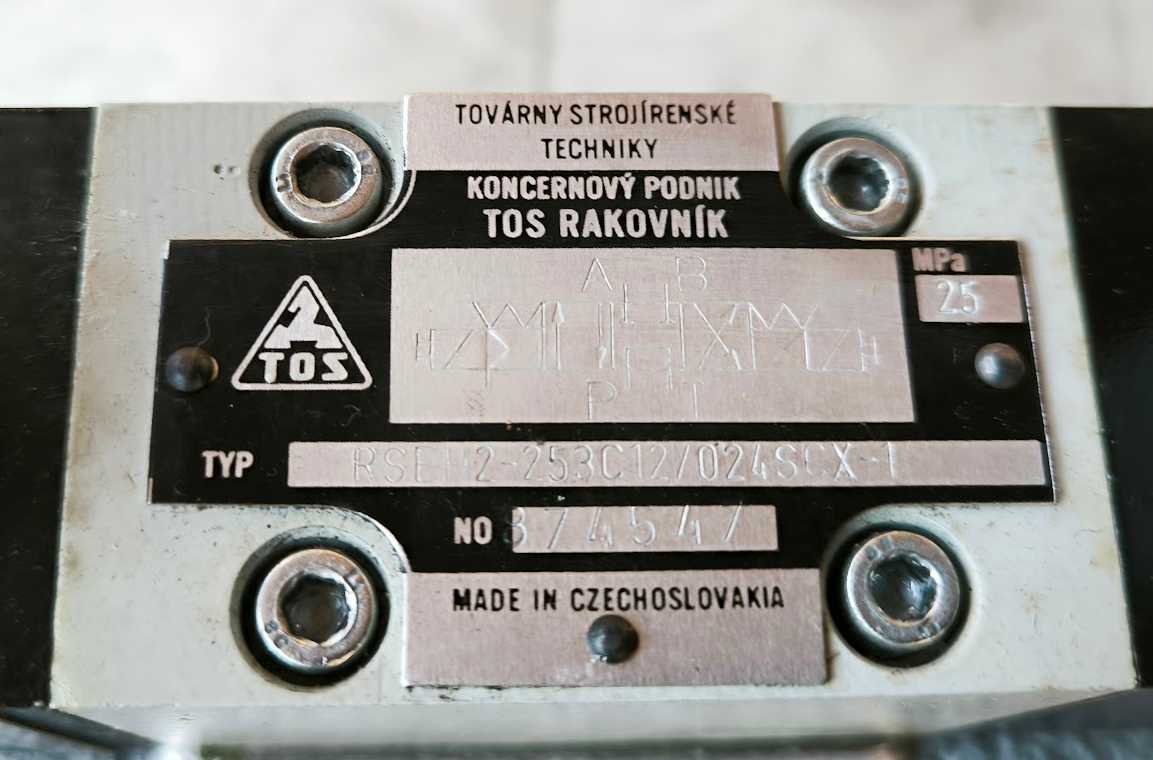 TOVÁRNY STROJÍRENSKÉ
TECHNIKY
KONCERNOVÝ PODNIK
TOS RAKOVNÍK
A B
MPa
25
TOS
P T
TYP RSEH2-253C12/024SCX-1
NO 374547
MADE IN CZECHOSLOVAKIA